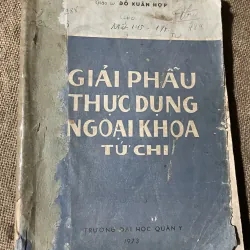 ĐỖ XUÂN HỢP
GIẢI PHẪU
THỰC DỤNG
NGOẠI KHOA
TỨ CHI
TRƯỜNG ĐẠI HỌC QUÂN Y